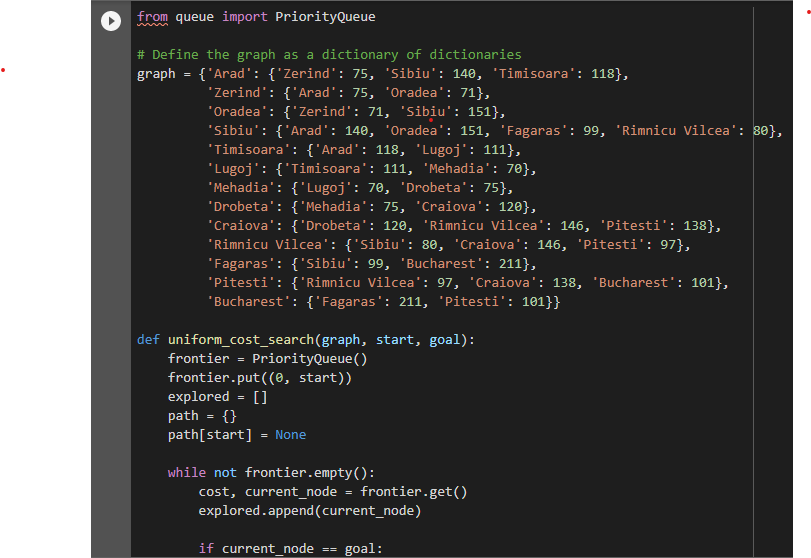 from queue import PriorityQueue
# Define the graph as a dictionary of dictionaries
graph = {'Arad': {'Zerind': 75, 'Sibiu': 140, 'Timisoara': 118},
'Zerind': {'Arad': 75, 'Oradea': 71},
'Oradea': {'Zerind': 71, 'Sibiu': 151},
'Sibiu': {'Arad': 140, 'Oradea': 151, 'Fagaras': 99, 'Rimnicu Vilcea': 80},
'Timisoara': {'Arad': 118, 'Lugoj': 111},
'Lugoj': {'Timisoara': 111, 'Mehadia': 70},
'Mehadia': {'Lugoj': 70, 'Drobeta': 75},
'Drobeta': {'Mehadia': 75, 'Craiova': 120},
'Craiova': {'Drobeta': 120, 'Rimnicu Vilcea': 146, 'Pitesti': 138},
'Rimnicu Vilcea': {'Sibiu': 80, 'Craiova': 146, 'Pitesti': 97},
'Fagaras': {'Sibiu': 99, 'Bucharest': 211},
'Pitesti': {'Rimnicu Vilcea': 97, 'Craiova': 138, 'Bucharest': 101},
'Bucharest': {'Fagaras': 211, 'Pitesti': 101}}
def uniform_cost_search(graph, start, goal):
frontier = PriorityQueue()
frontier.put((0, start))
explored = []
path = {}
path[start] = None
while not frontier.empty():
cost, current_node = frontier.get()
explored.append(current_node)
if current_node == goal: